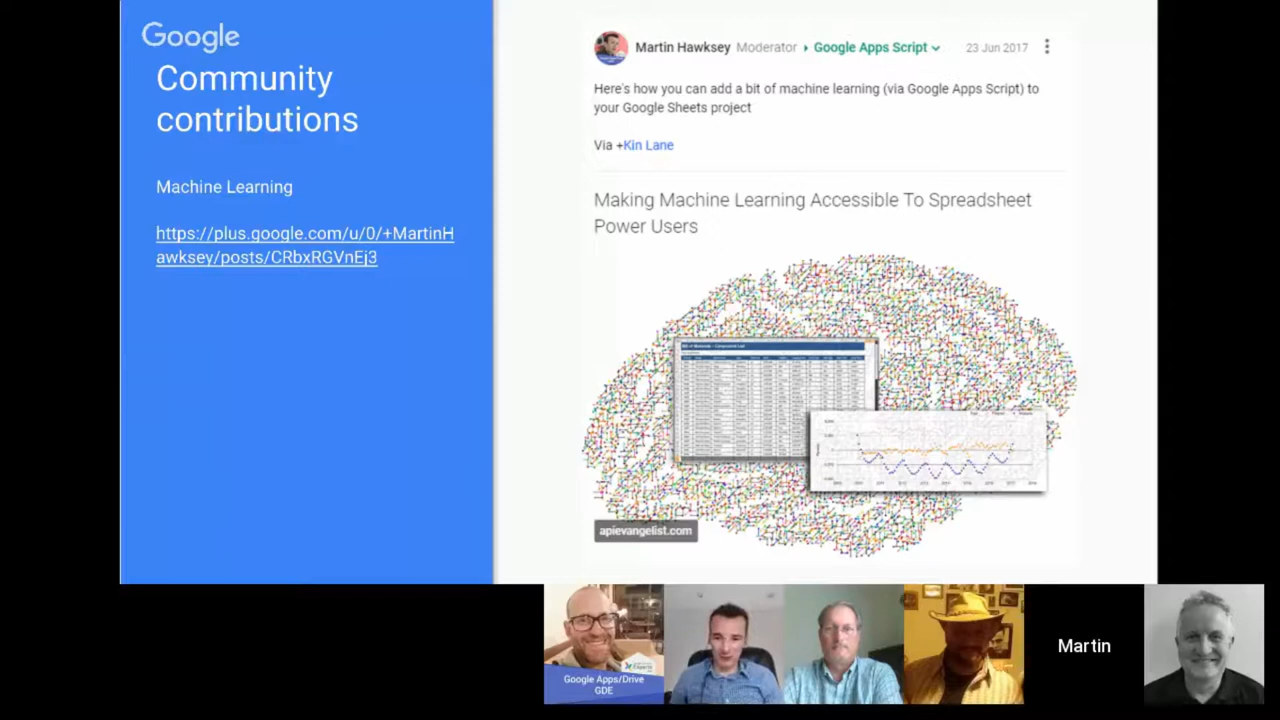 Google
Community
contributions
Machine Learning
https://plus.google.com/u/0/+MartinH
awksey/posts/CRbxRGVnEj3
Martin Hawksey Moderator Google Apps Script 23 Jun 2017
Here's how you can add a bit of machine learning (via Google Apps Script) to
your Google Sheets project
Via +Kin Lane
Making Machine Learning Accessible To Spreadsheet
Power Users
apievangelist.com
Experts
Google Apps/Drive
GDE
Martin